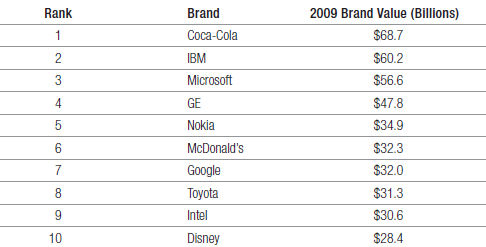 Rank Brand 2009 Brand Value (Billions)
1 Coca-Cola $68.7
2 IBM $60.2
3 Microsoft $56.6
4 GE $47.8
5 Nokia $34.9
6 McDonald's $32.3
7 Google $32.0
8 Toyota $31.3
9 Intel $30.6
10 Disney $28.4